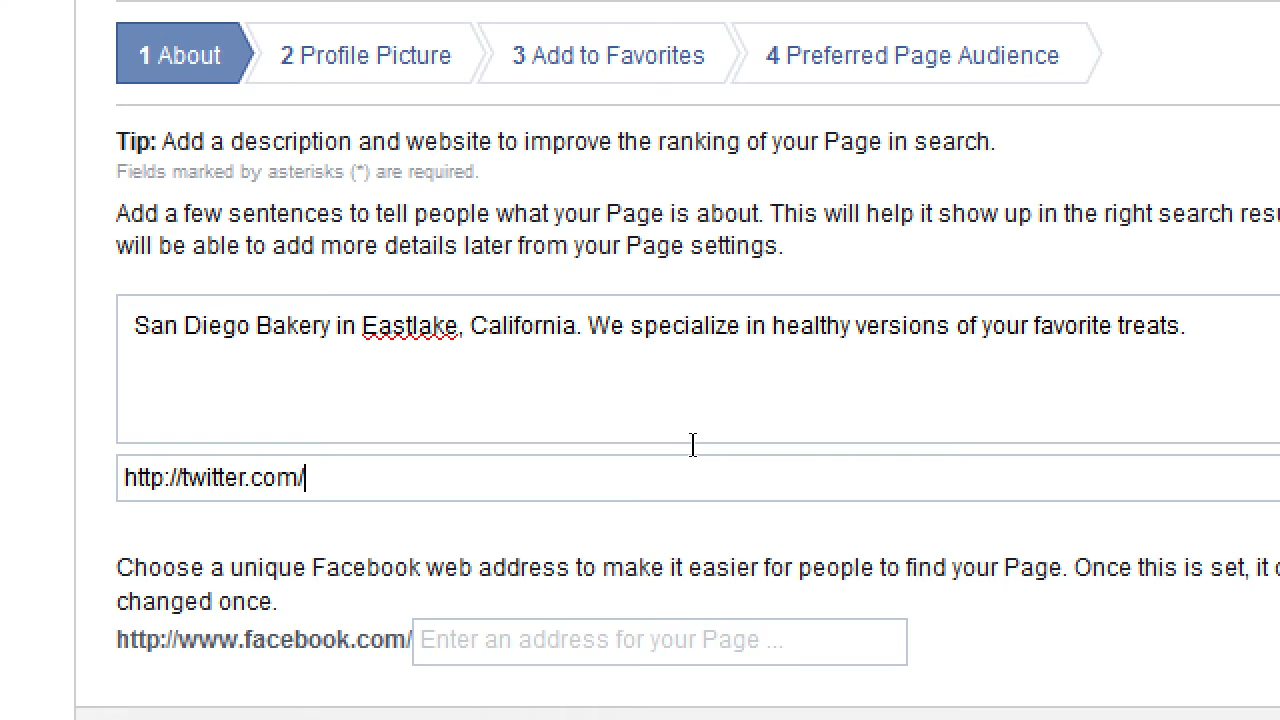 1 About 2 Profile Picture 3 Add to Favorites 4 Preferred Page Audience
Tip: Add a description and website to improve the ranking of your Page in search.
Fields marked by asterisks (*) are required.
Add a few sentences to tell people what your Page is about. This will help it show up in the right search
will be able to add more details later from your Page settings.
San Diego Bakery in Eastlake, California. We specialize in healthy versions of your favorite treats.
http://twitter.com/
Choose a unique Facebook web address to make it easier for people to find your Page. Once this is set, it
changed once.
http://www.facebook.com/ Enter an address for your Page ...